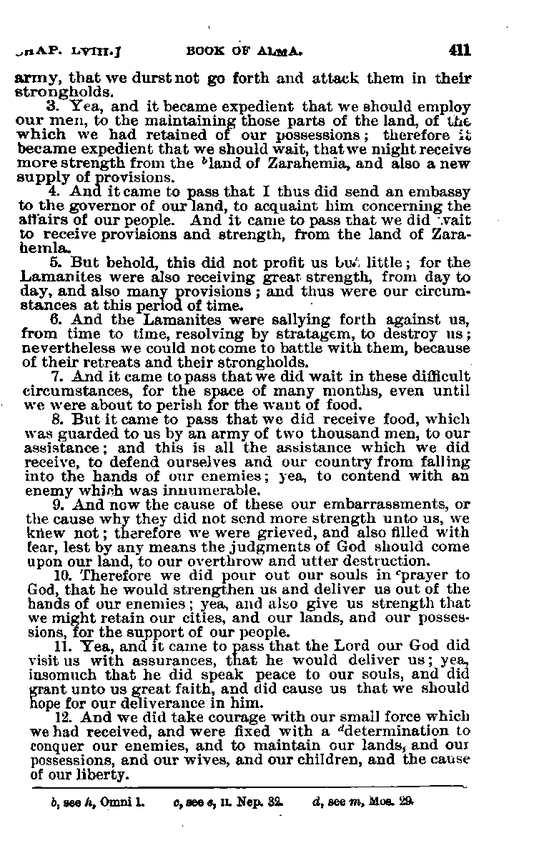 CHAP. LVIII.] BOOK OF ALMA. 411
army, that we durst not go forth and attack them in their
strongholds.
3. Yea, and it became expedient that we should employ
our men, to the maintaining those parts of the land, of the
which we had retained of our possessions; therefore it
became expedient that we should wait, that we might receive
more strength from the ᵇland of Zarahemla, and also a new
supply of provisions.
4. And it came to pass that I thus did send an embassy
to the governor of our land, to acquaint him concerning the
affairs of our people. And it came to pass that we did wait
to receive provisions and strength, from the land of Zara-
hemla.
5. But behold, this did not profit us but little; for the
Lamanites were also receiving great strength, from day to
day, and also many provisions; and thus were our circum-
stances at this period of time.
6. And the Lamanites were sallying forth against us,
from time to time, resolving by stratagem, to destroy us;
nevertheless we could not come to battle with them, because
of their retreats and their strongholds.
7. And it came to pass that we did wait in these difficult
circumstances, for the space of many months, even until
we were about to perish for the want of food.
8. But it came to pass that we did receive food, which
was guarded to us by an army of two thousand men, to our
assistance; and this is all the assistance which we did
receive, to defend ourselves and our country from falling
into the hands of our enemies; yea, to contend with an
enemy which was innumerable.
9. And now the cause of these our embarrassments, or
the cause why they did not send more strength unto us, we
knew not; therefore we were grieved, and also filled with
fear, lest by any means the judgments of God should come
upon our land, to our overthrow and utter destruction.
10. Therefore we did pour out our souls in ᶜprayer to
God, that he would strengthen us and deliver us out of the
hands of our enemies; yea, and also give us strength that
we might retain our cities, and our lands, and our posses-
sions, for the support of our people.
11. Yea, and it came to pass that the Lord our God did
visit us with assurances, that he would deliver us; yea,
insomuch that he did speak peace to our souls, and did
grant unto us great faith, and did cause us that we should
hope for our deliverance in him.
12. And we did take courage with our small force which
we had received, and were fixed with a ᵈdetermination to
conquer our enemies, and to maintain our lands, and our
possessions, and our wives, and our children, and the cause
of our liberty.
b, see h, Omni 1. c, see e, II. Nep. 32. d, see m, Mos. 29.